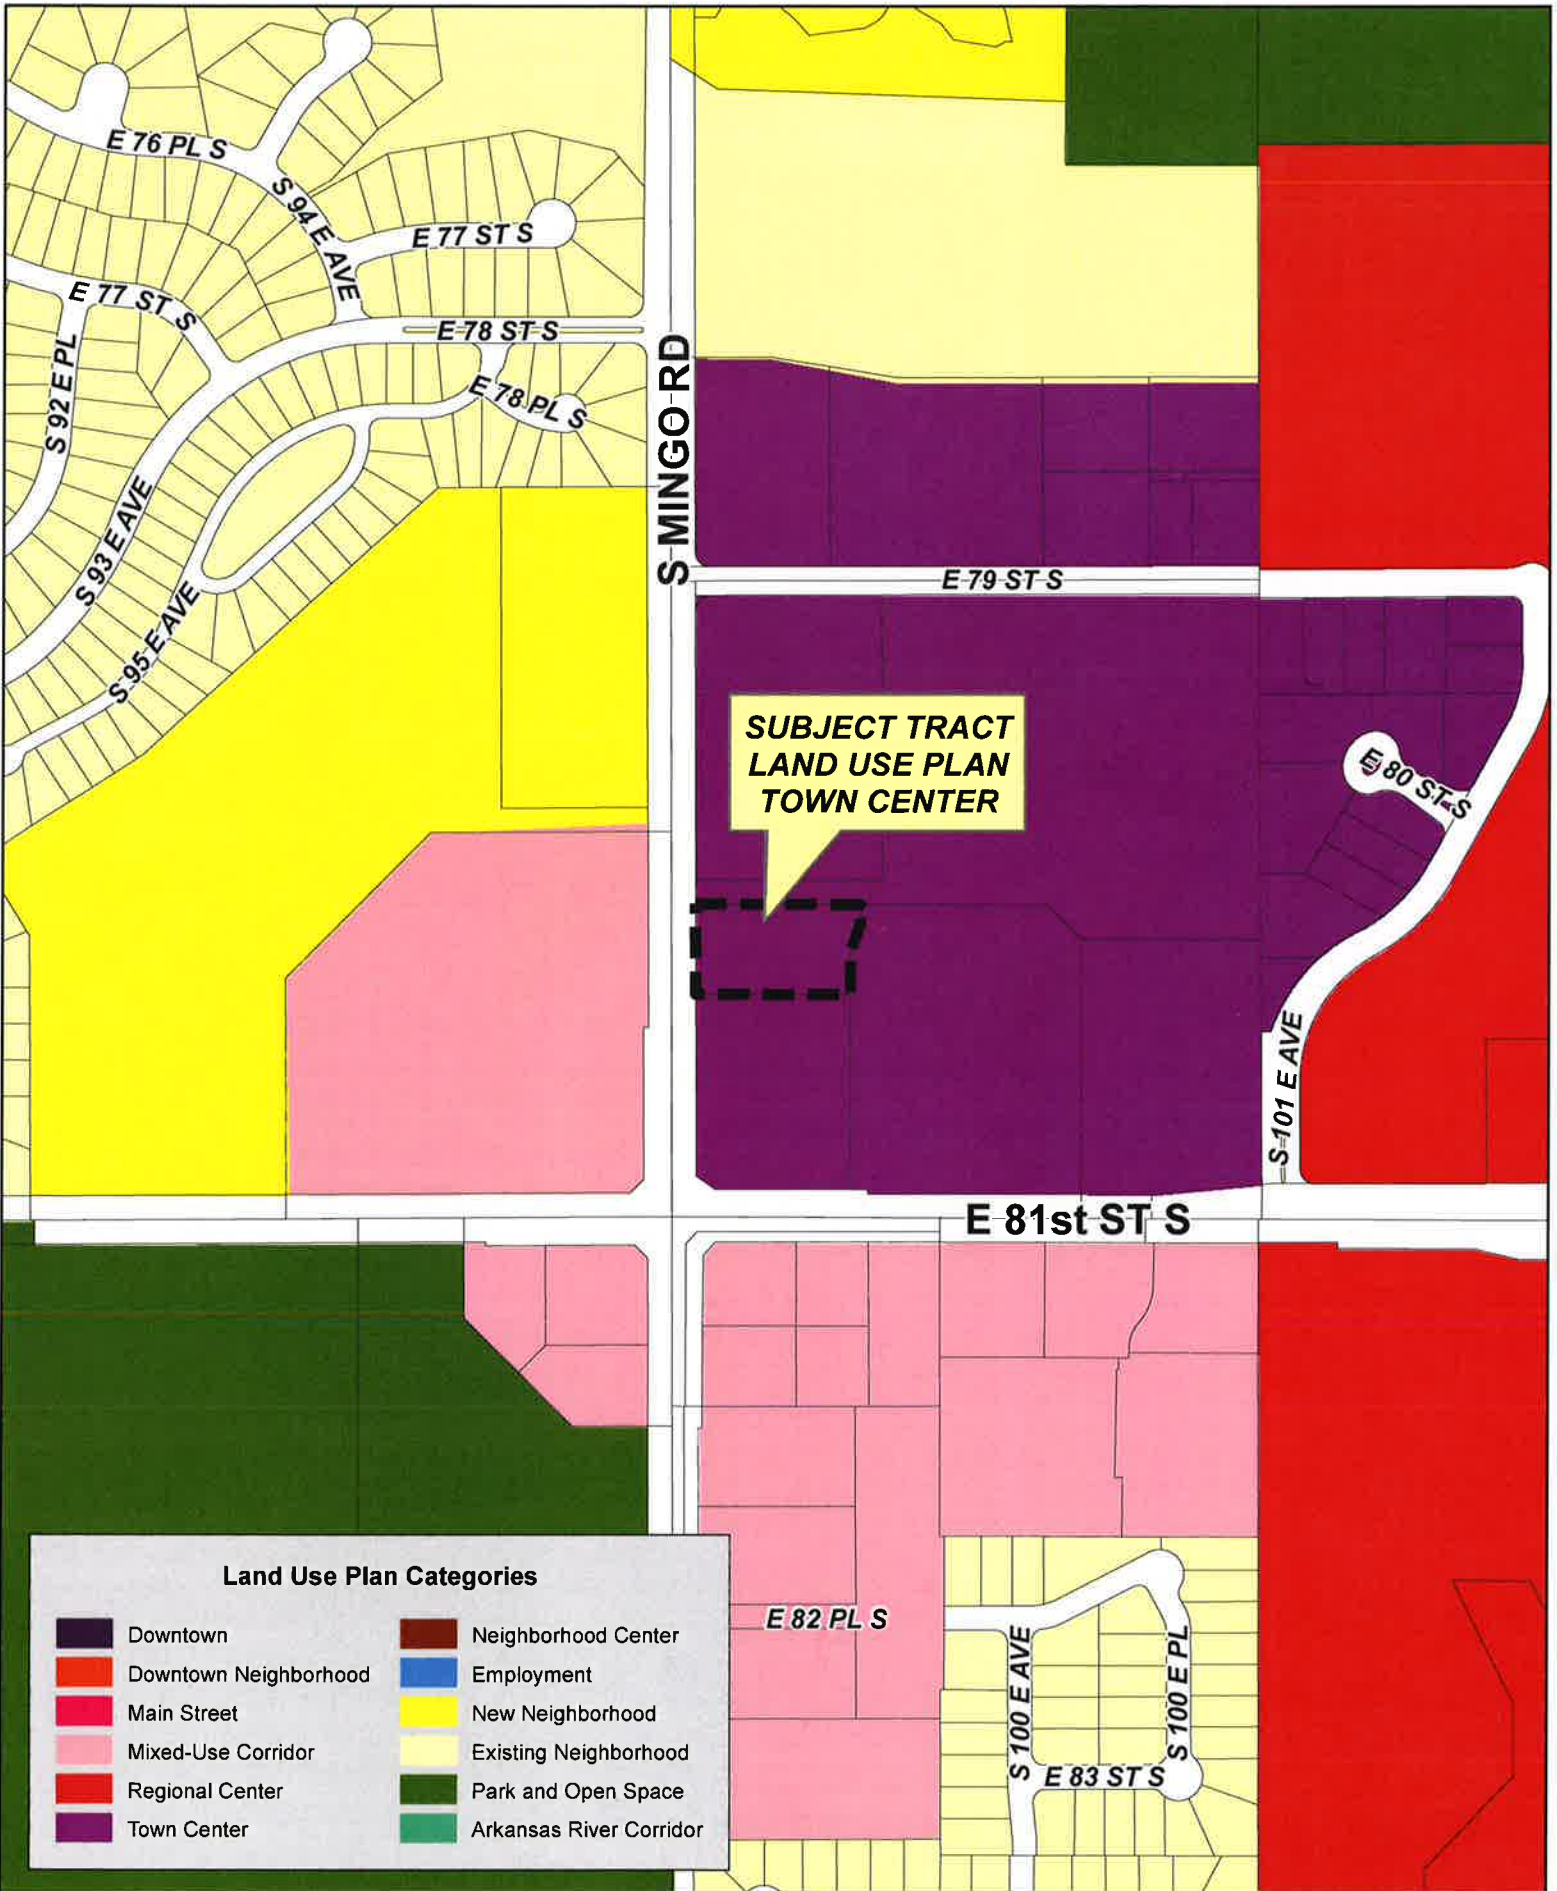 E 76 PL S
S 94 E AVE
E 77 ST S
E 77 ST S
E 78 ST S
S 92 E PL
E 78 PL S
S MINGO RD
S 93 E AVE
S 95 E AVE
E 79 ST S
SUBJECT TRACT
LAND USE PLAN
TOWN CENTER
E 80 ST S
S 101 E AVE
E 81st ST S
Land Use Plan Categories
Downtown
Downtown Neighborhood
Main Street
Mixed-Use Corridor
Regional Center
Town Center
Neighborhood Center
Employment
New Neighborhood
Existing Neighborhood
Park and Open Space
Arkansas River Corridor
E 82 PL S
S 100 E AVE
S 100 E PL
E 83 ST S